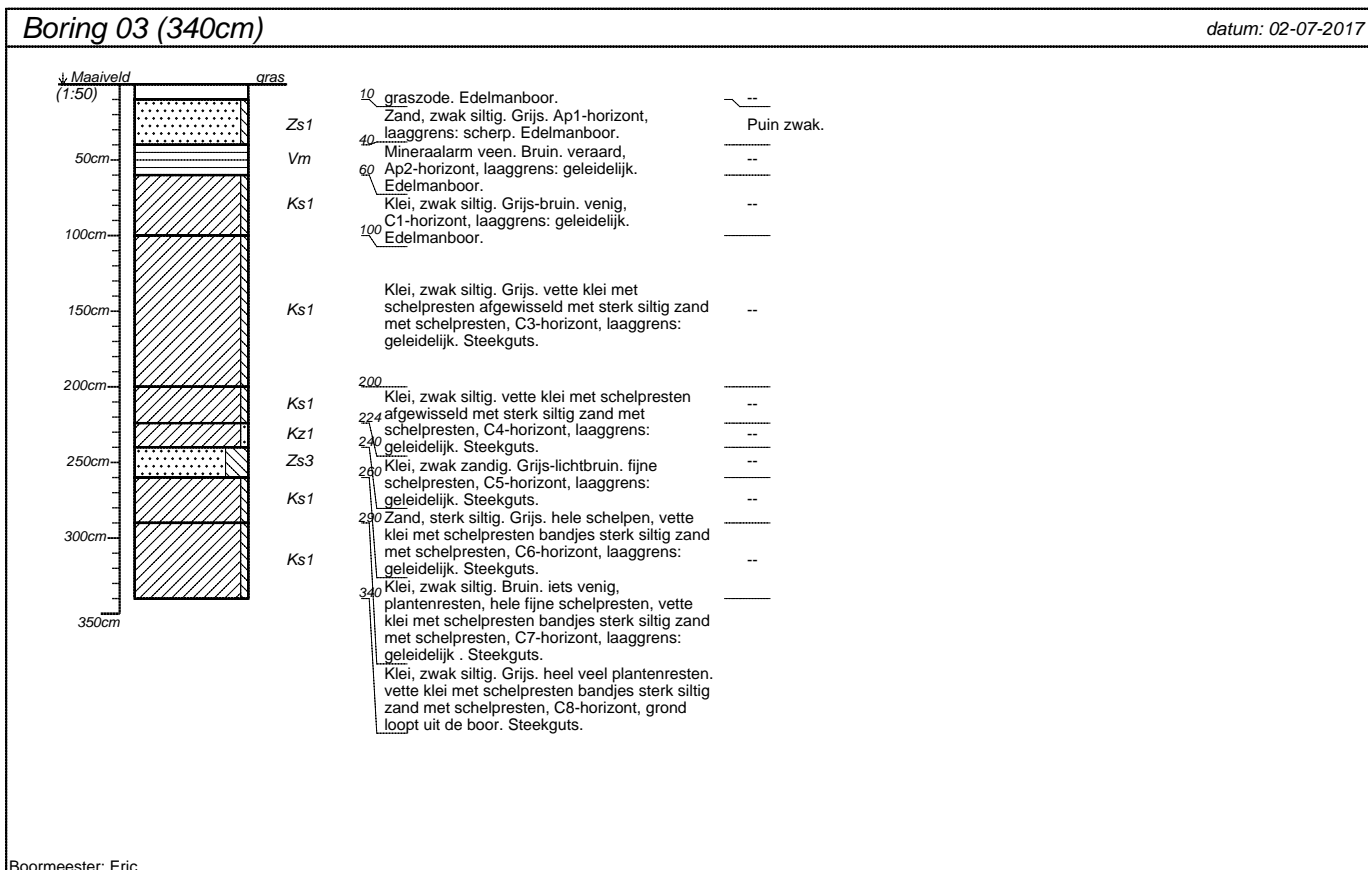 Boring 03 (340cm)
datum: 02-07-2017
Maaiveld
gras
(1:50)
50cm
100cm
150cm
200cm
250cm
300cm
350cm
Zs1
Vm
Ks1
Ks1
Ks1
Kz1
Zs3
Ks1
Ks1
10 graszode. Edelmanboor.
Zand, zwak siltig. Grijs. Ap1-horizont,
laaggrens: scherp. Edelmanboor.
40
Mineraalarm veen. Bruin. veraard,
60 Ap2-horizont, laaggrens: geleidelijk.
Edelmanboor.
Klei, zwak siltig. Grijs-bruin. venig,
C1-horizont, laaggrens: geleidelijk.
100 Edelmanboor.
Klei, zwak siltig. Grijs. vette klei met
schelpresten afgewisseld met sterk siltig zand
met schelpresten, C3-horizont, laaggrens:
geleidelijk. Steekguts.
200
Klei, zwak siltig. vette klei met schelpresten
224 afgewisseld met sterk siltig zand met
schelpresten, C4-horizont, laaggrens:
240 geleidelijk. Steekguts.
260 Klei, zwak zandig. Grijs-lichtbruin. fijne
schelpresten, C5-horizont, laaggrens:
geleidelijk. Steekguts.
290 Zand, sterk siltig. Grijs. hele schelpen, vette
klei met schelpresten bandjes sterk siltig zand
met schelpresten, C6-horizont, laaggrens:
geleidelijk. Steekguts.
340 Klei, zwak siltig. Bruin. iets venig,
plantenresten, hele fijne schelpresten, vette
klei met schelpresten bandjes sterk siltig zand
met schelpresten, C7-horizont, laaggrens:
geleidelijk . Steekguts.
Klei, zwak siltig. Grijs. heel veel plantenresten.
vette klei met schelpresten bandjes sterk siltig
zand met schelpresten, C8-horizont, grond
loopt uit de boor. Steekguts.
--
Puin zwak.
--
--
--
--
--
--
--
--
Boormeester: Eric